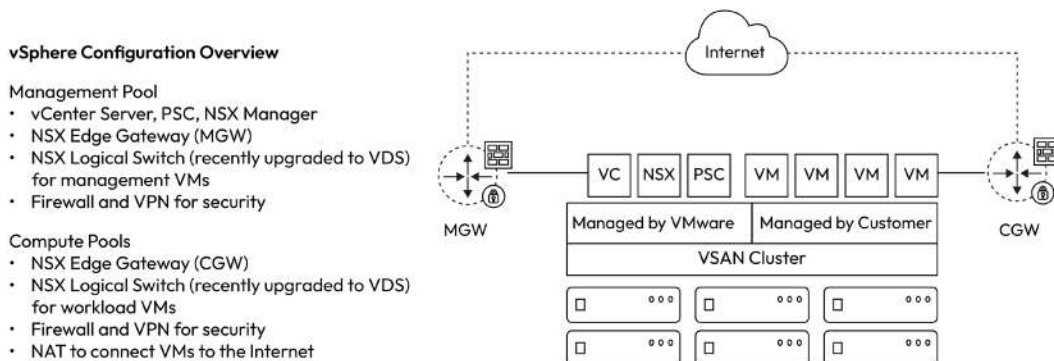 vSphere Configuration Overview
Management Pool
• vCenter Server, PSC, NSX Manager
• NSX Edge Gateway (MGW)
• NSX Logical Switch (recently upgraded to VDS)
for management VMs
• Firewall and VPN for security
Compute Pools
• NSX Edge Gateway (CGW)
• NSX Logical Switch (recently upgraded to VDS)
for workload VMs
• Firewall and VPN for security
• NAT to connect VMs to the Internet
Internet
VC NSX PSC VM VM VM VM
MGW
Managed by VMware Managed by Customer
CGW
VSAN Cluster